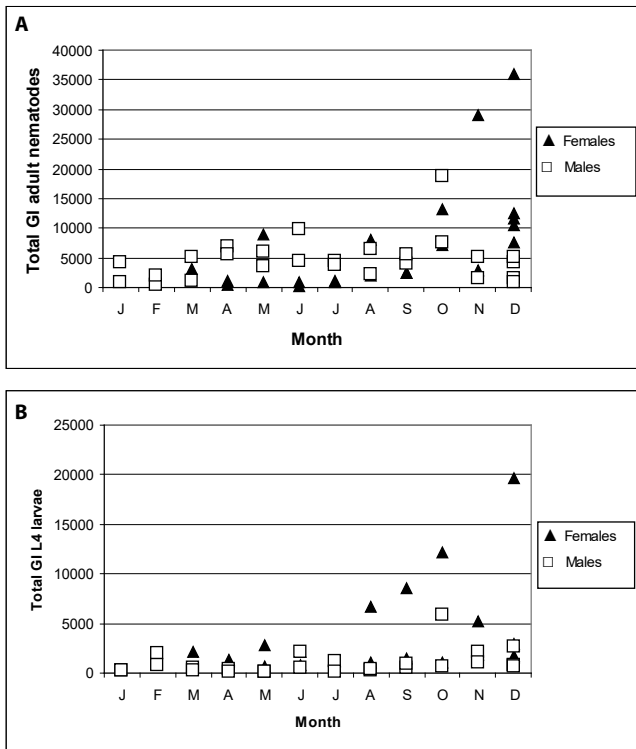 A
40000
35000
30000
25000
20000
15000
10000
5000
0
Total GI adult nematodes
J F M A M J J A S O N D
Month
Females
Males
B
25000
20000
15000
10000
5000
0
Total GI L4 larvae
J F M A M J J A S O N D
Month
Females
Males